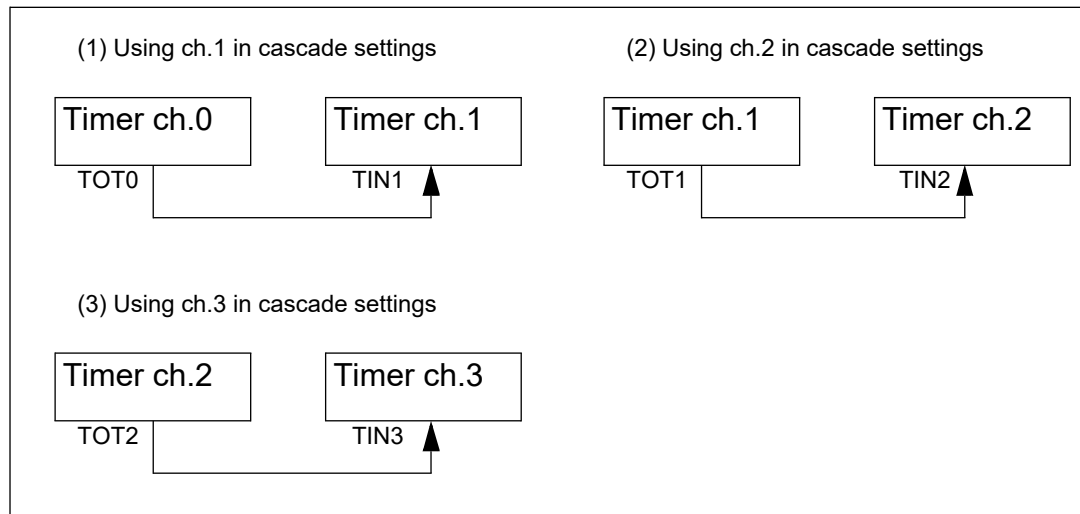 (1) Using ch.1 in cascade settings
Timer ch.0
Timer ch.1
TOT0
TIN1
(2) Using ch.2 in cascade settings
Timer ch.1
Timer ch.2
TOT1
TIN2
(3) Using ch.3 in cascade settings
Timer ch.2
Timer ch.3
TOT2
TIN3